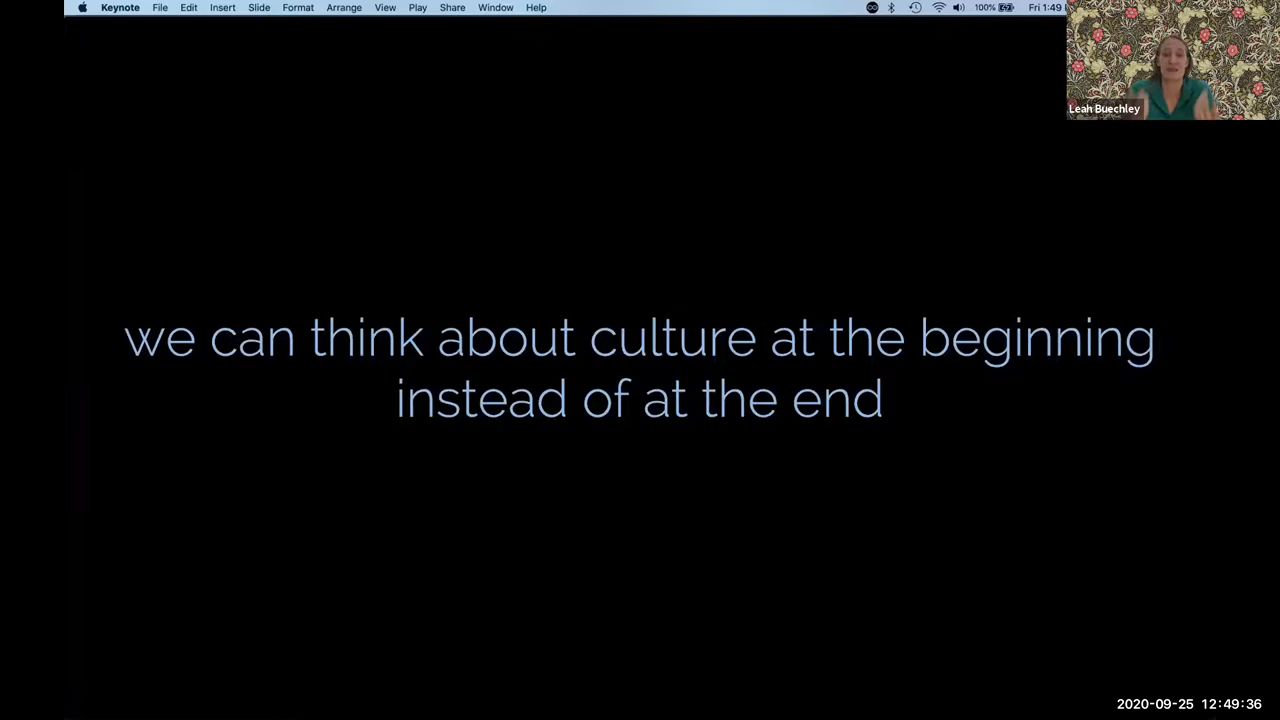 Keynote File Edit Insert Slide Format Arrange View Play Share Window Help 100% Fri 1:49
Leah Buechley
we can think about culture at the beginning
instead of at the end
2020-09-25 12:49:36